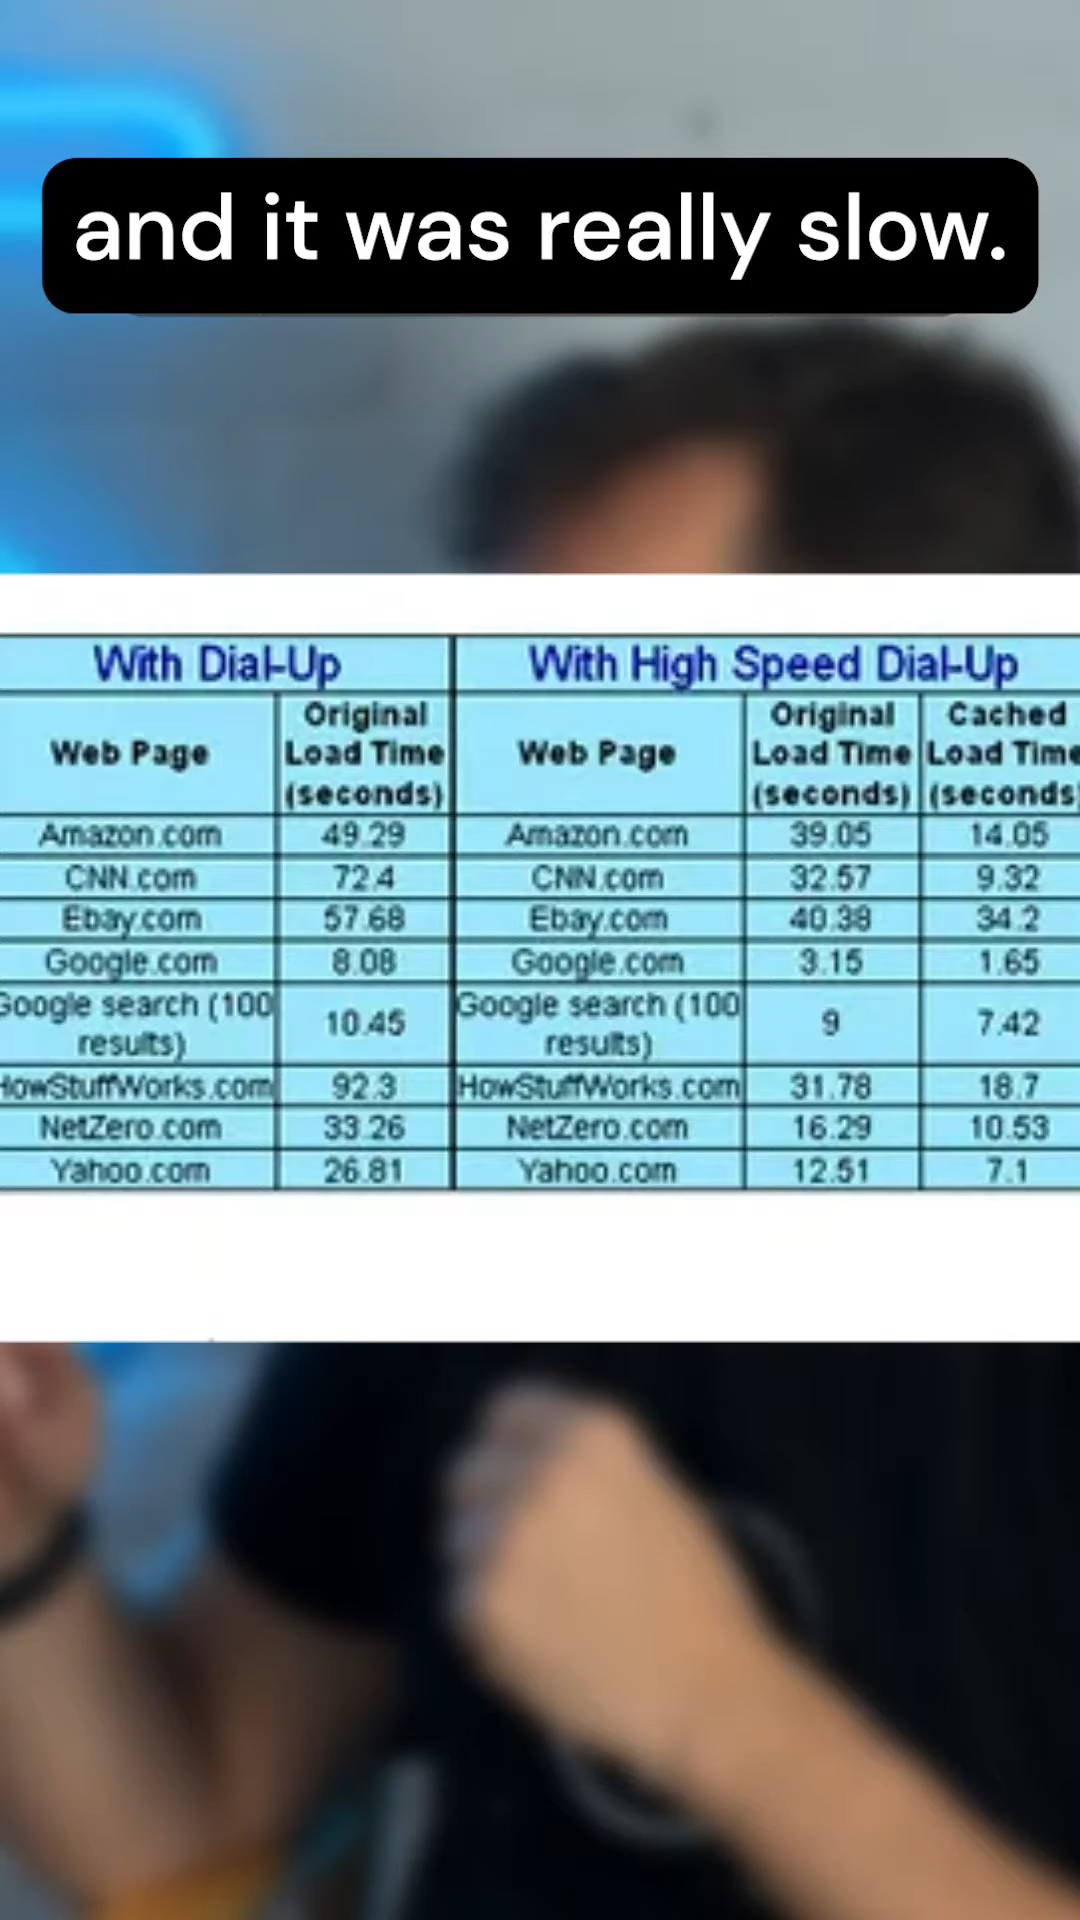 and it was really slow.
With Dial-Up With High Speed Dial-Up
Web Page Original Load Time (seconds) Web Page Original Load Time (seconds) Cached Load Time (seconds)
Amazon.com 49.29 Amazon.com 39.05 14.05
CNN.com 72.4 CNN.com 32.57 9.32
Ebay.com 57.68 Ebay.com 40.38 34.2
Google.com 8.08 Google.com 3.15 1.65
Google search (100 results) 10.45 Google search (100 results) 9 7.42
HowStuffWorks.com 92.3 HowStuffWorks.com 31.78 18.7
NetZero.com 33.26 NetZero.com 16.29 10.53
Yahoo.com 26.81 Yahoo.com 12.51 7.1